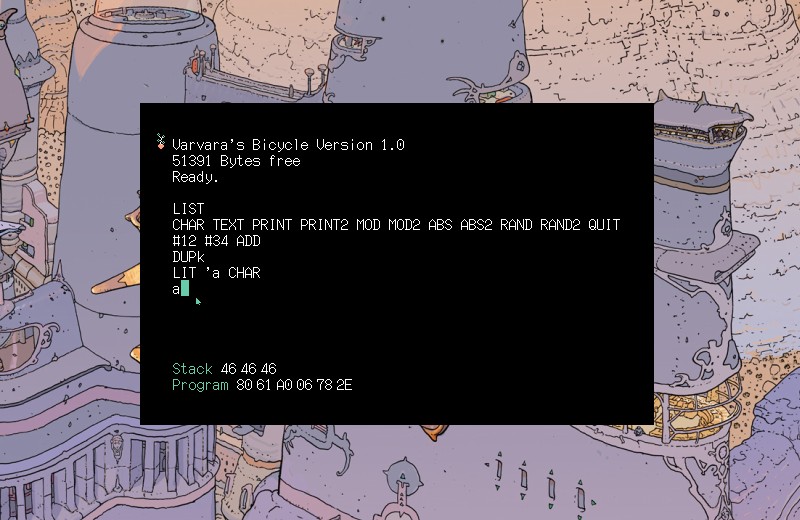 Varvara's Bicycle Version 1.0
51391 Bytes free
Ready.
LIST
CHAR TEXT PRINT PRINT2 MOD MOD2 ABS ABS2 RAND RAND2 QUIT
#12 #34 ADD
DUPk
LIT 'a CHAR
a
Stack 46 46 46
Program 80 61 A0 06 78 2E